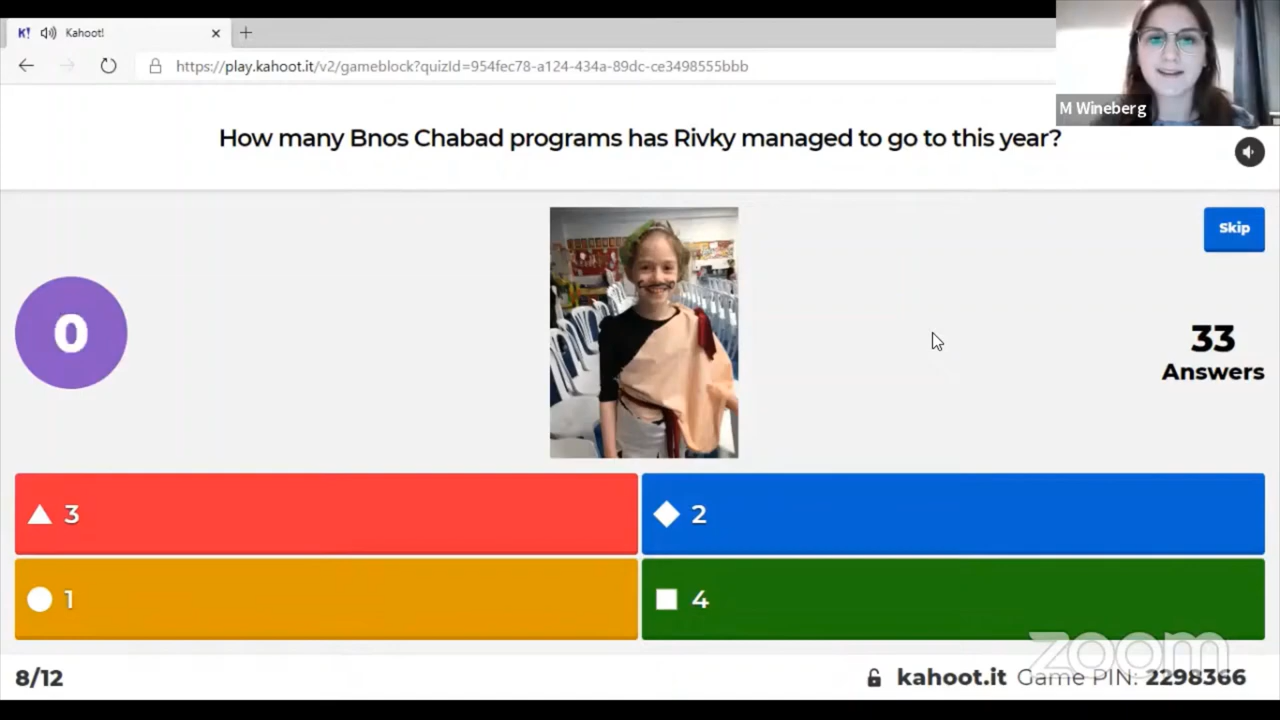 K! Kahoot!
https://play.kahoot.it/v2/gameblock?quizId=954fec78-a124-434a-89dc-ce3498555bbb
M Wineberg
How many Bnos Chabad programs has Rivky managed to go to this year?
Skip
0
33
Answers
3
2
1
4
zoom
8/12
kahoot.it Game PIN: 2298366